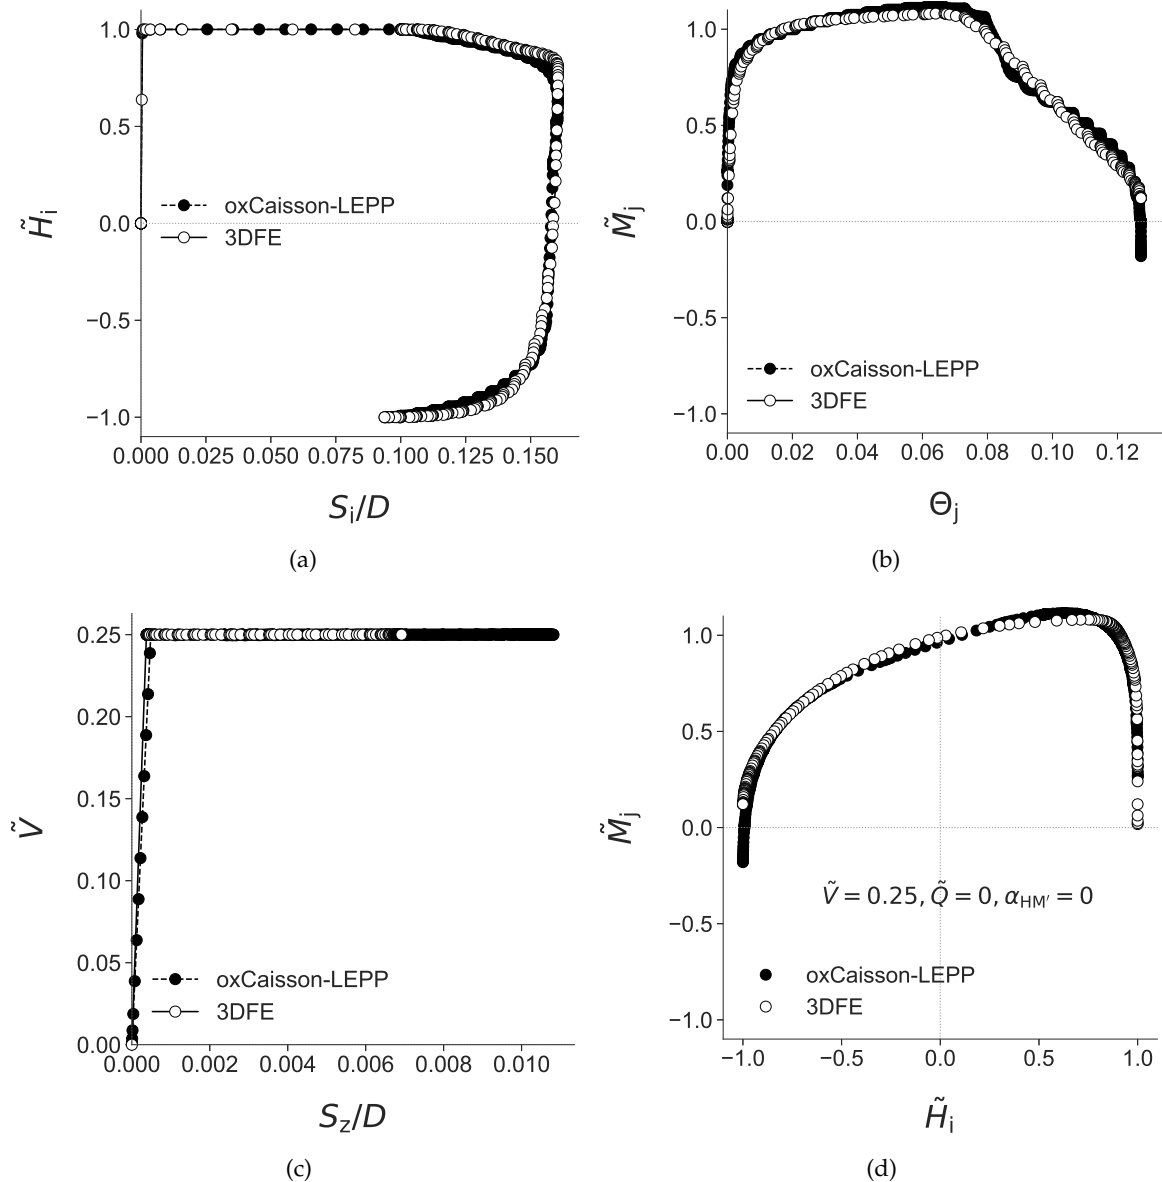 1.0
0.5
0.0
−0.5
−1.0
H̃i
oxCaisson-LEPP
3DFE
0.000 0.025 0.050 0.075 0.100 0.125 0.150
Si/D
(a)
1.0
0.5
0.0
−0.5
−1.0
M̃j
oxCaisson-LEPP
3DFE
0.00 0.02 0.04 0.06 0.08 0.10 0.12
Θj
(b)
0.25
0.20
0.15
0.10
0.05
0.00
Ṽ
oxCaisson-LEPP
3DFE
0.000 0.002 0.004 0.006 0.008 0.010
Sz/D
(c)
1.0
0.5
0.0
−0.5
−1.0
M̃j
Ṽ = 0.25, Q̃ = 0, αHM′ = 0
oxCaisson-LEPP
3DFE
−1.0 −0.5 0.0 0.5 1.0
H̃i
(d)